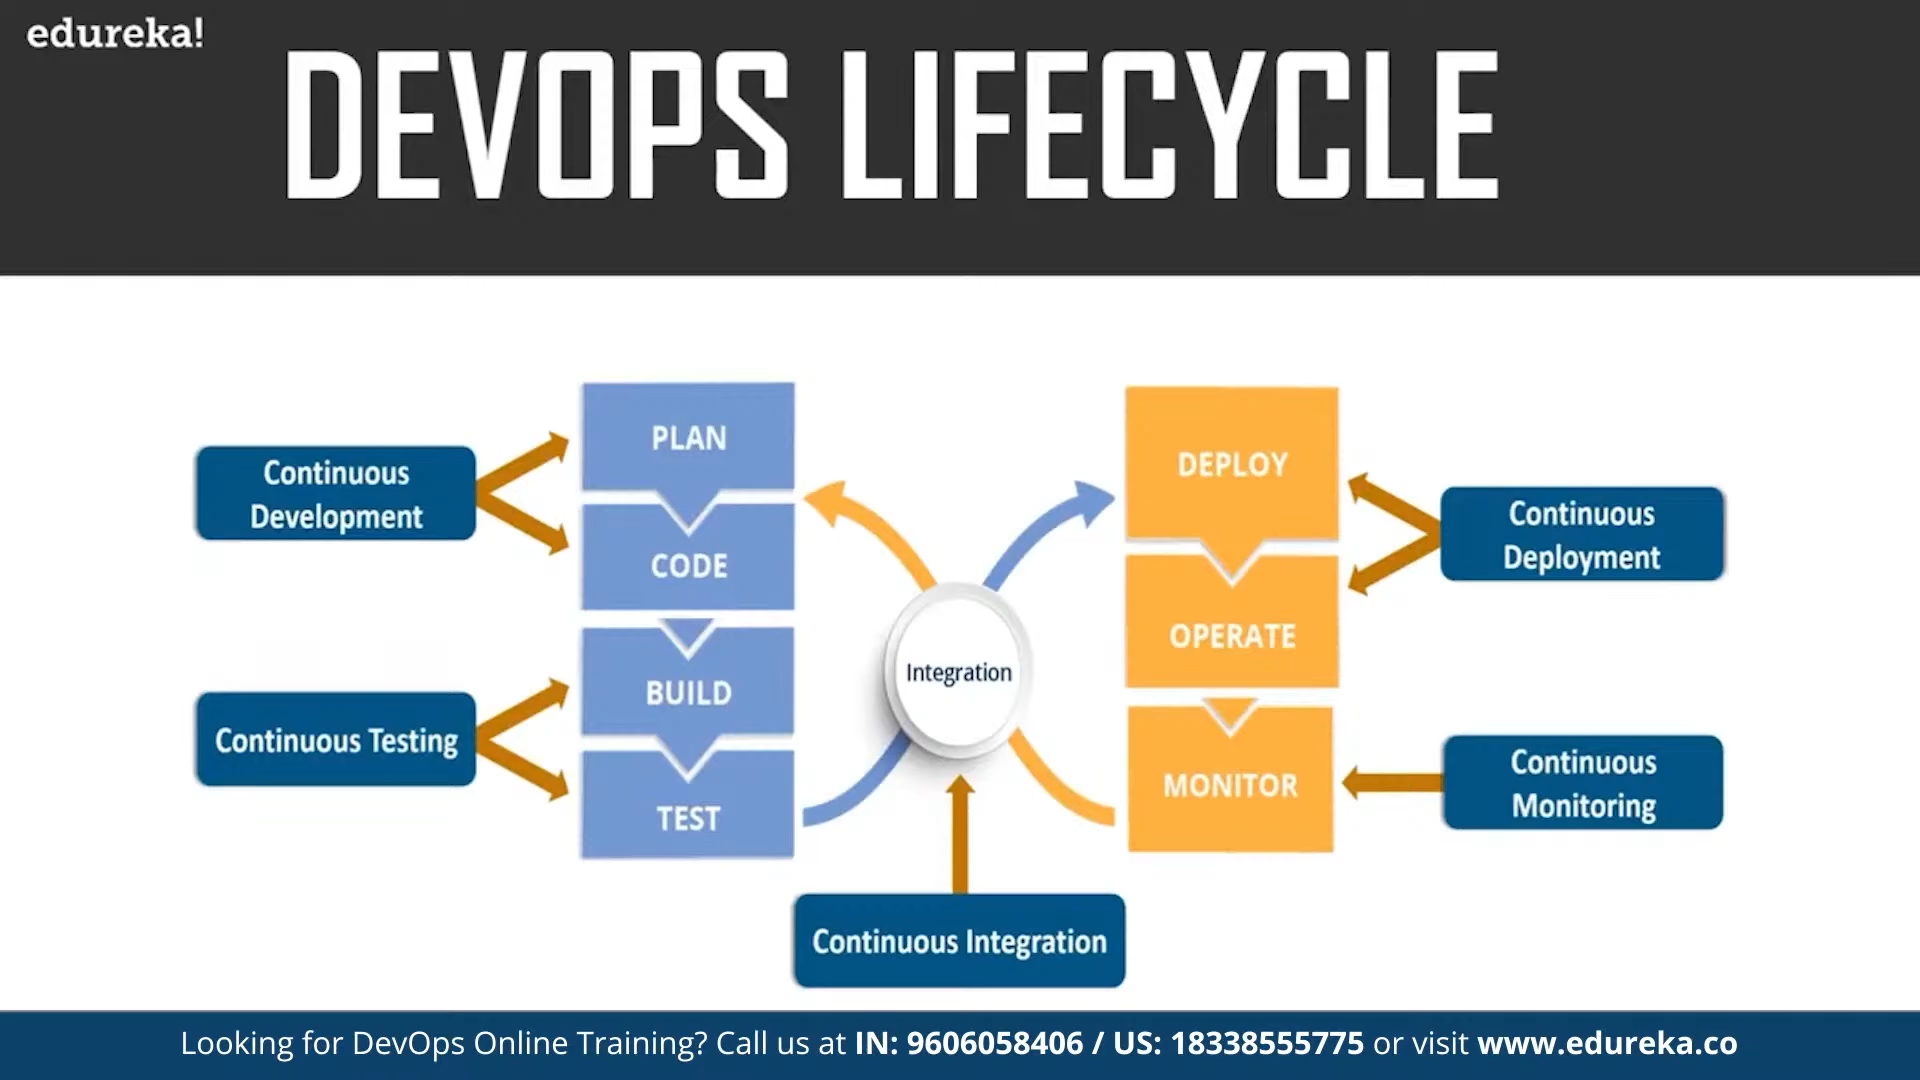 edureka!
DEVOPS LIFECYCLE
Continuous
Development
Continuous Testing
PLAN
CODE
BUILD
TEST
Integration
Continuous Integration
DEPLOY
OPERATE
MONITOR
Continuous
Deployment
Continuous
Monitoring
Looking for DevOps Online Training? Call us at IN: 9606058406 / US: 18338555775 or visit www.edureka.co